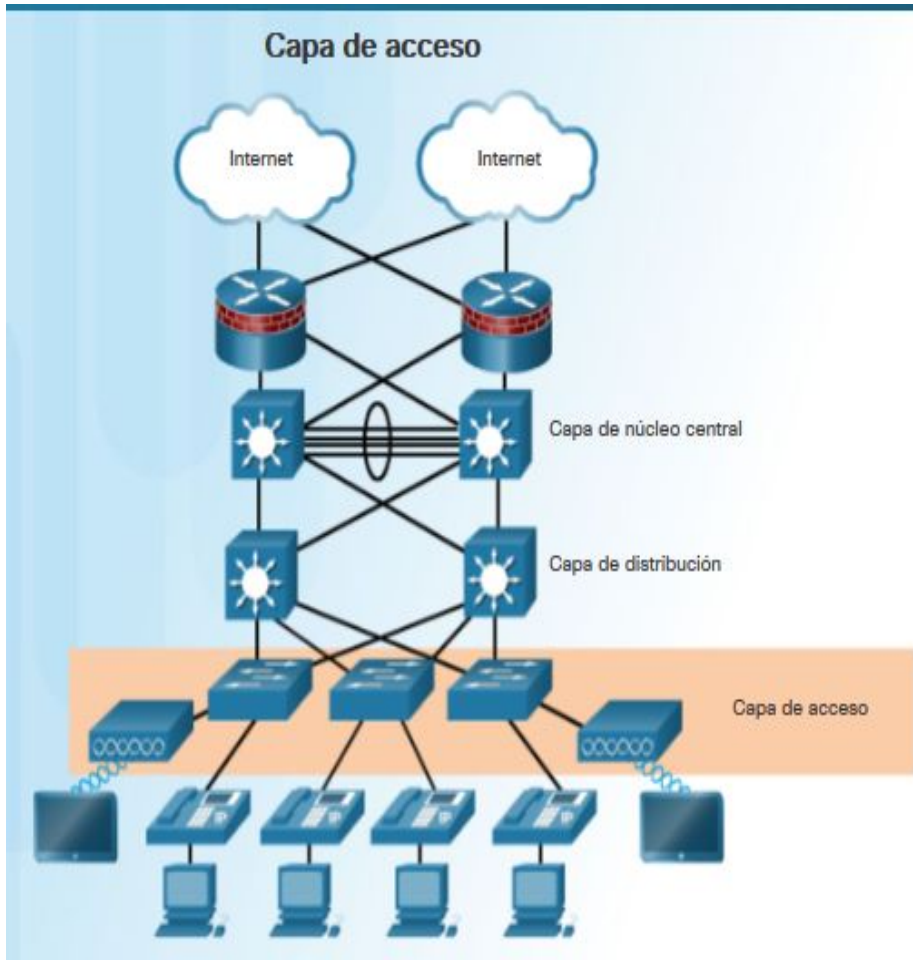 Capa de acceso
Internet
Internet
Capa de núcleo central
Capa de distribución
Capa de acceso